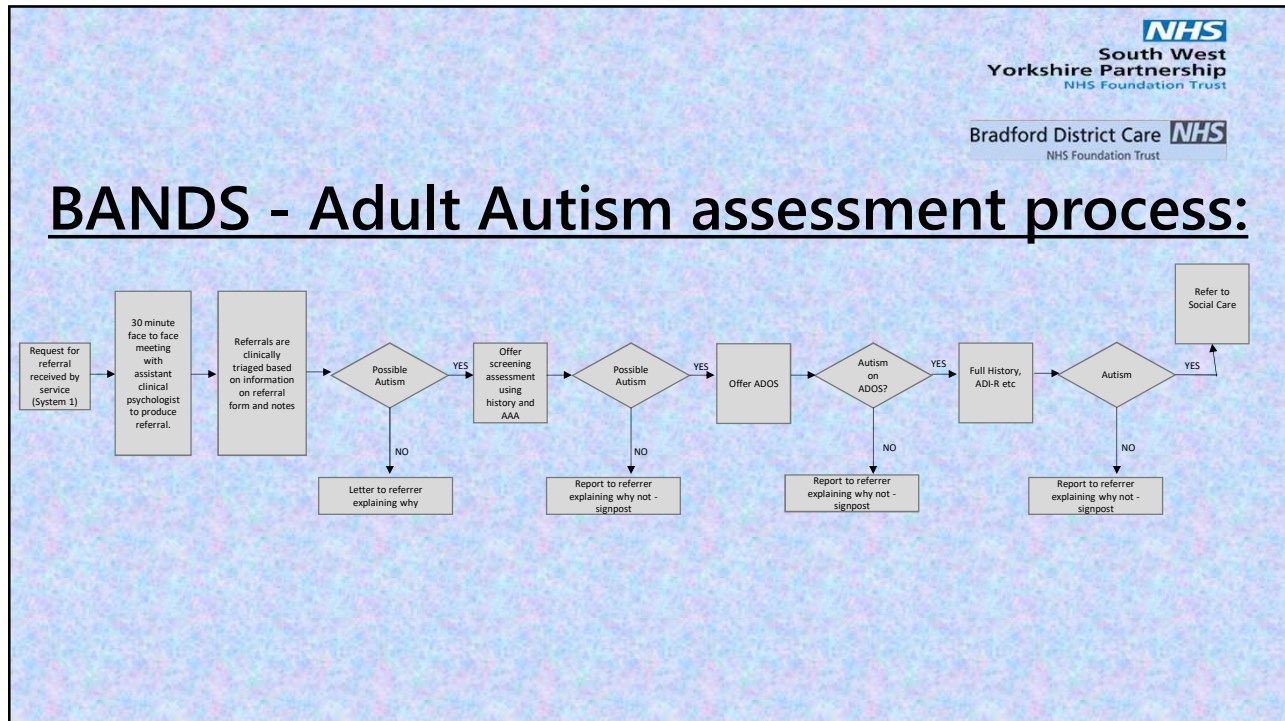 NHS
South West
Yorkshire Partnership
NHS Foundation Trust
Bradford District Care NHS
NHS Foundation Trust
BANDS - Adult Autism assessment process:
Request for
referral
received by
service
(System 1)
30 minute
face to face
meeting
with
assistant
clinical
psychologist
to produce
referral.
Referrals are
clinically
triaged based
on information
on referral
form and notes
Possible
Autism
YES
NO
Letter to referrer
explaining why
Offer
screening
assessment
using
history and
AAA
Possible
Autism
YES
NO
Report to referrer
explaining why not -
signpost
Offer ADOS
Autism
on
ADOS?
YES
NO
Report to referrer
explaining why not -
signpost
Full History,
ADI-R etc
Autism
YES
NO
Report to referrer
explaining why not -
signpost
Refer to
Social Care